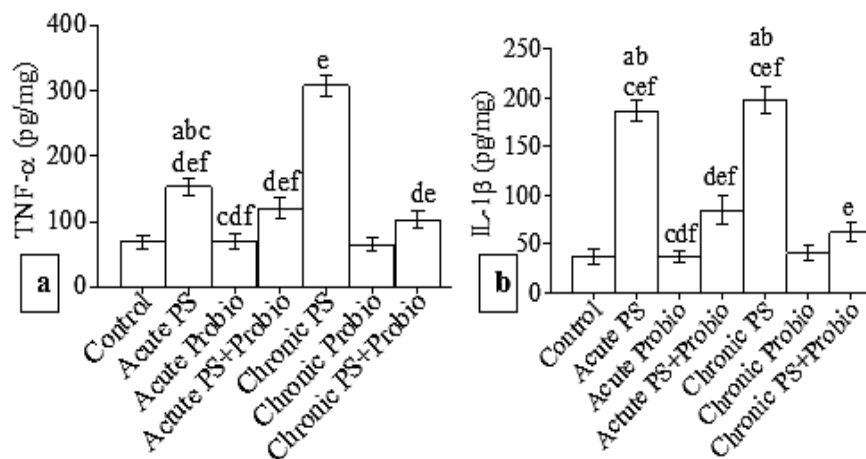 TNF-α (pg/mg)
400
300
200
100
0
abc
def
cdf
def
e
de
a
Control
Acute PS
Acute Probio
Actute PS+Probio
Chronic PS
Chronic Probio
Chronic PS+Probio
IL-1β (pg/mg)
250
200
150
100
50
0
ab
cef
cdf
def
ab
cef
e
b
Control
Acute PS
Acute Probio
Actute PS+Probio
Chronic PS
Chronic Probio
Chronic PS+Probio